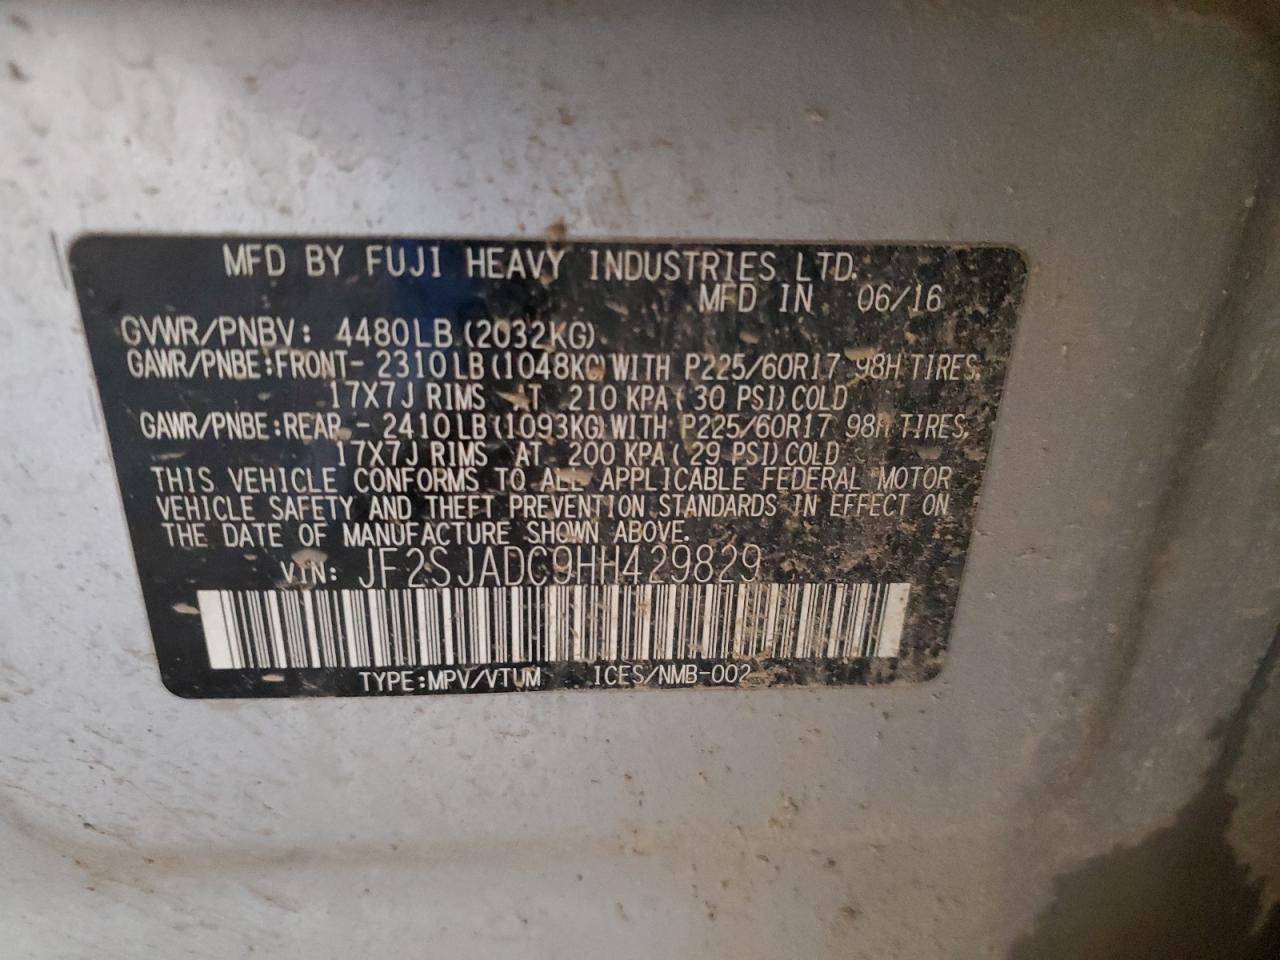 MFD BY FUJI HEAVY INDUSTRIES LTD.
MFD IN 06/16
GVWR/PNBV: 4480LB (2032KG)
GAWR/PNBE:FRONT- 2310LB (1048KG) WITH P225/60R17 98H TIRES,
17X7J RIMS AT 210 KPA (30 PSI) COLD
GAWR/PNBE:REAR - 2410LB (1093KG) WITH P225/60R17 98H TIRES,
17X7J RIMS AT 200 KPA (29 PSI) COLD
THIS VEHICLE CONFORMS TO ALL APPLICABLE FEDERAL MOTOR
VEHICLE SAFETY AND THEFT PREVENTION STANDARDS IN EFFECT ON
THE DATE OF MANUFACTURE SHOWN ABOVE.
VIN: JF2SJADC9HH429829
TYPE:MPV/VTUM ICES/NMB-002